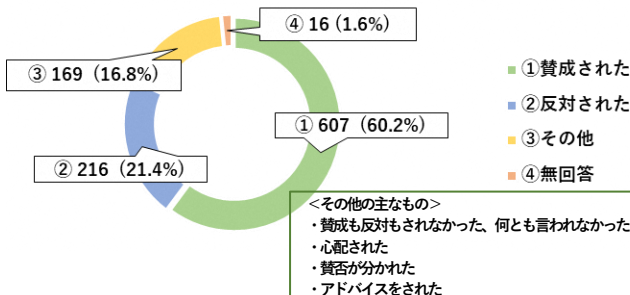 ④ 16 (1.6%)
③ 169（16.8%）
① 607（60.2%）
② 216（21.4%）
①賛成された
②反対された
③その他
④無回答
＜その他の主なもの＞
・賛成も反対もされなかった、何とも言われなかった
・心配された
・賛否が分かれた
・アドバイスをされた